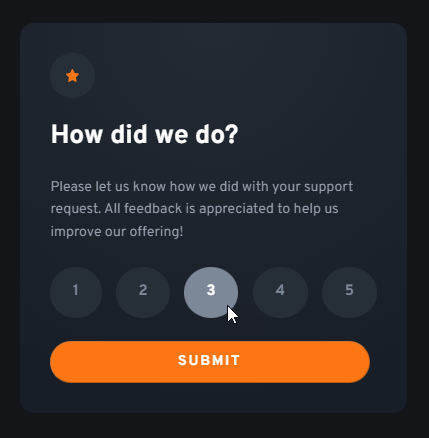 How did we do?
Please let us know how we did with your support
request. All feedback is appreciated to help us
improve our offering!
1 2 3 4 5
SUBMIT